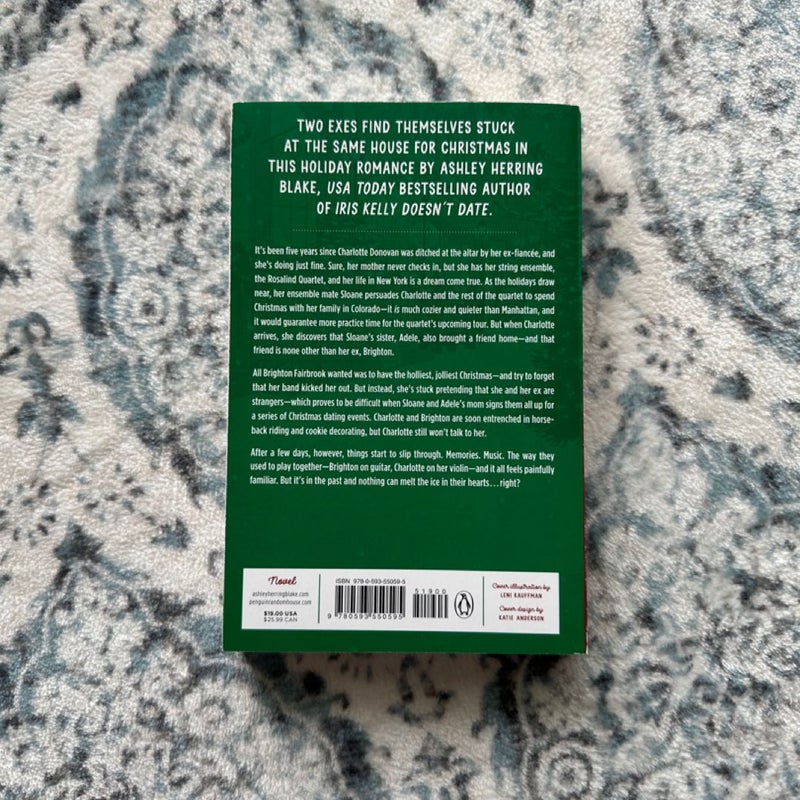 TWO EXES FIND THEMSELVES STUCK
AT THE SAME HOUSE FOR CHRISTMAS IN
THIS HOLIDAY ROMANCE BY ASHLEY HERRING
BLAKE, USA TODAY BESTSELLING AUTHOR
OF IRIS KELLY DOESN'T DATE.
It's been five years since Charlotte Donovan was ditched at the altar by her ex-fiancée, and
she's doing just fine. Sure, her mother never checks in, but she has her string ensemble,
the Rosalind Quartet, and her life in New York is a dream come true. As the holidays draw
near, her ensemble mate Sloane persuades Charlotte and the rest of the quartet to spend
Christmas with her family in Colorado—it is much cozier and quieter than Manhattan, and
it would guarantee more practice time for the quartet's upcoming tour. But when Charlotte
arrives, she discovers that Sloane's sister, Adele, also brought a friend home—and that
friend is none other than her ex, Brighton.
All Brighton Fairbrook wanted was to have the holliest, jolliest Christmas—and try to forget
that her band kicked her out. But instead, she's stuck pretending that she and her ex are
strangers—which proves to be difficult when Sloane and Adele's mom signs them all up for
a series of Christmas dating events. Charlotte and Brighton are soon entrenched in horse-
back riding and cookie decorating, but Charlotte still won't talk to her.
After a few days, however, things start to slip through. Memories. Music. The way they
used to play together—Brighton on guitar, Charlotte on her violin—and it all feels painfully
familiar. But it's in the past and nothing can melt the ice in their hearts...right?
Novel
ashleyherringblake.com
penguinrandomhouse.com
$19.00 USA
$25.99 CAN
ISBN 978-0-593-55059-5
51900
9 780593 550595
Cover illustration by
LENI KAUFFMAN
Cover design by
KATIE ANDERSON